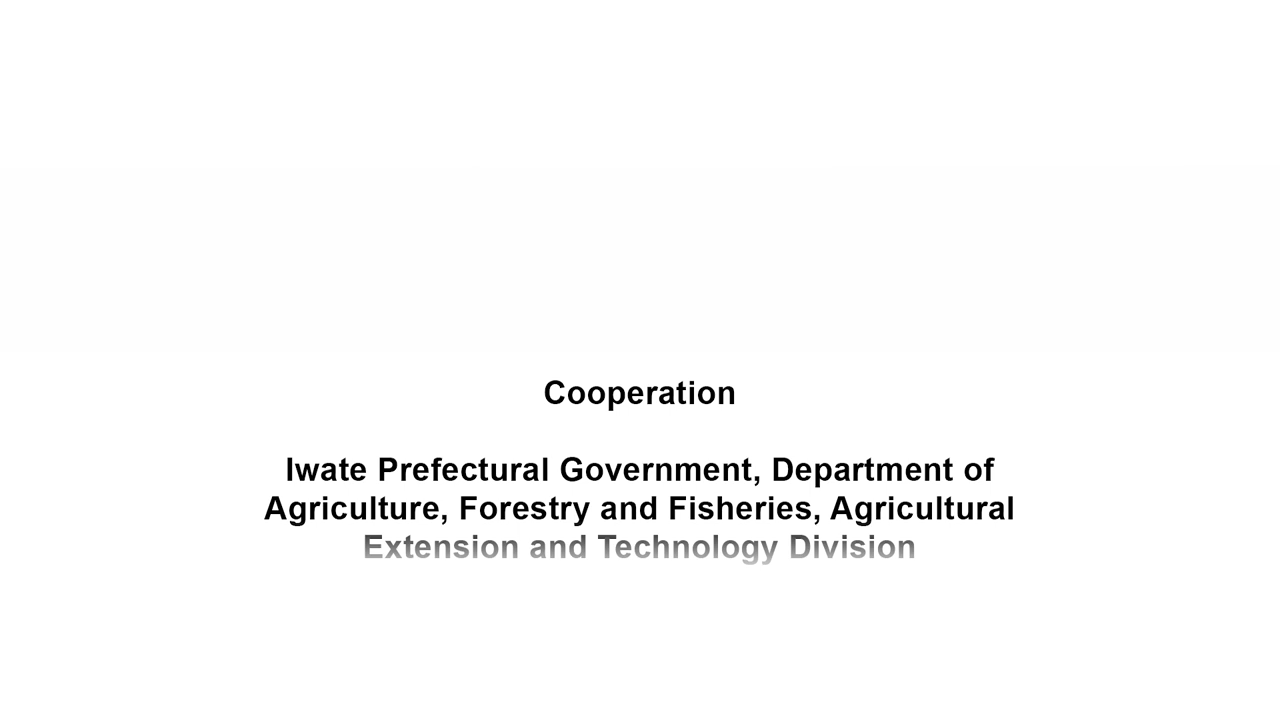 Cooperation
Iwate Prefectural Government, Department of
Agriculture, Forestry and Fisheries, Agricultural
Extension and Technology Division